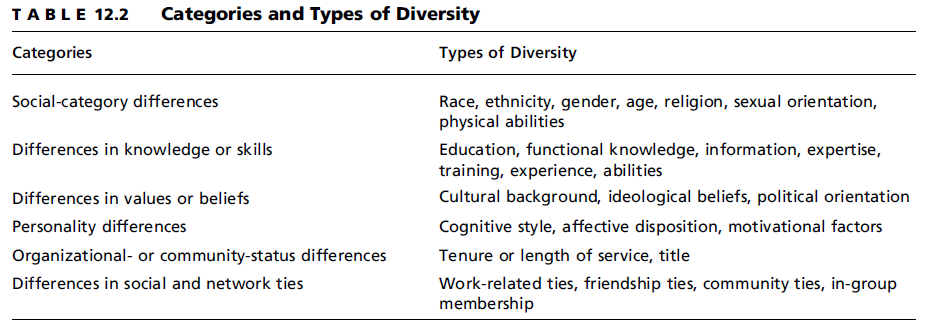 TABLE 12.2 Categories and Types of Diversity
Categories Types of Diversity
Social-category differences Race, ethnicity, gender, age, religion, sexual orientation,
physical abilities
Differences in knowledge or skills Education, functional knowledge, information, expertise,
training, experience, abilities
Differences in values or beliefs Cultural background, ideological beliefs, political orientation
Personality differences Cognitive style, affective disposition, motivational factors
Organizational- or community-status differences Tenure or length of service, title
Differences in social and network ties Work-related ties, friendship ties, community ties, in-group
membership